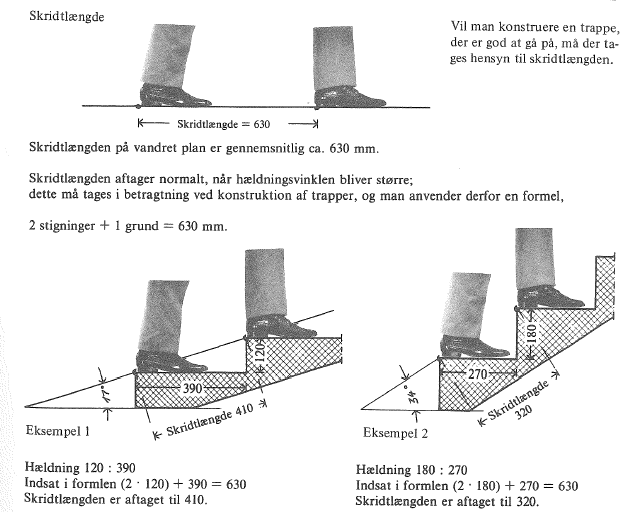 Skridtlængde
Vil man konstruere en trappe,
der er god at gå på, må der ta-
ges hensyn til skridtlængden.
Skridtlængde = 630
Skridtlængden på vandret plan er gennemsnitlig ca. 630 mm.
Skridtlængden aftager normalt, når hældningsvinklen bliver større;
dette må tages i betragtning ved konstruktion af trapper, og man anvender derfor en formel,
2 stigninger + 1 grund = 630 mm.
120
390
17°
Skridtlængde 410
Eksempel 1
180
270
34°
Skridtlængde
320
Eksempel 2
Hældning 120 : 390
Indsat i formlen (2 · 120) + 390 = 630
Skridtlængden er aftaget til 410.
Hældning 180 : 270
Indsat i formlen (2 · 180) + 270 = 630
Skridtlængden er aftaget til 320.